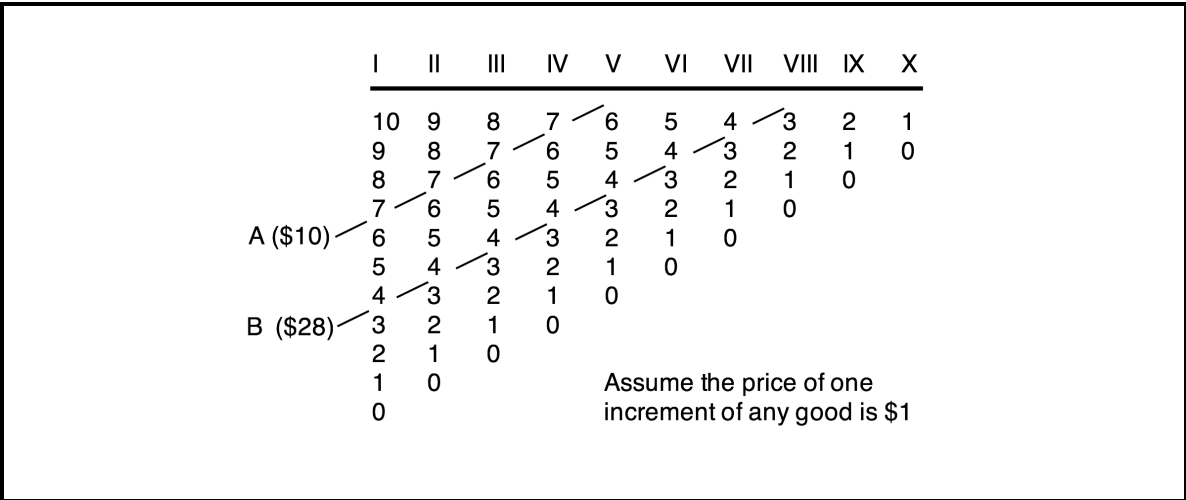 I II III IV V VI VII VIII IX X
10 9 8 7 6 5 4 3 2 1
9 8 7 6 5 4 3 2 1 0
8 7 6 5 4 3 2 1 0
7 6 5 4 3 2 1 0
A ($10) 6 5 4 3 2 1 0
5 4 3 2 1 0
4 3 2 1 0
B ($28) 3 2 1 0
2 1 0
1 0 Assume the price of one
0 increment of any good is $1